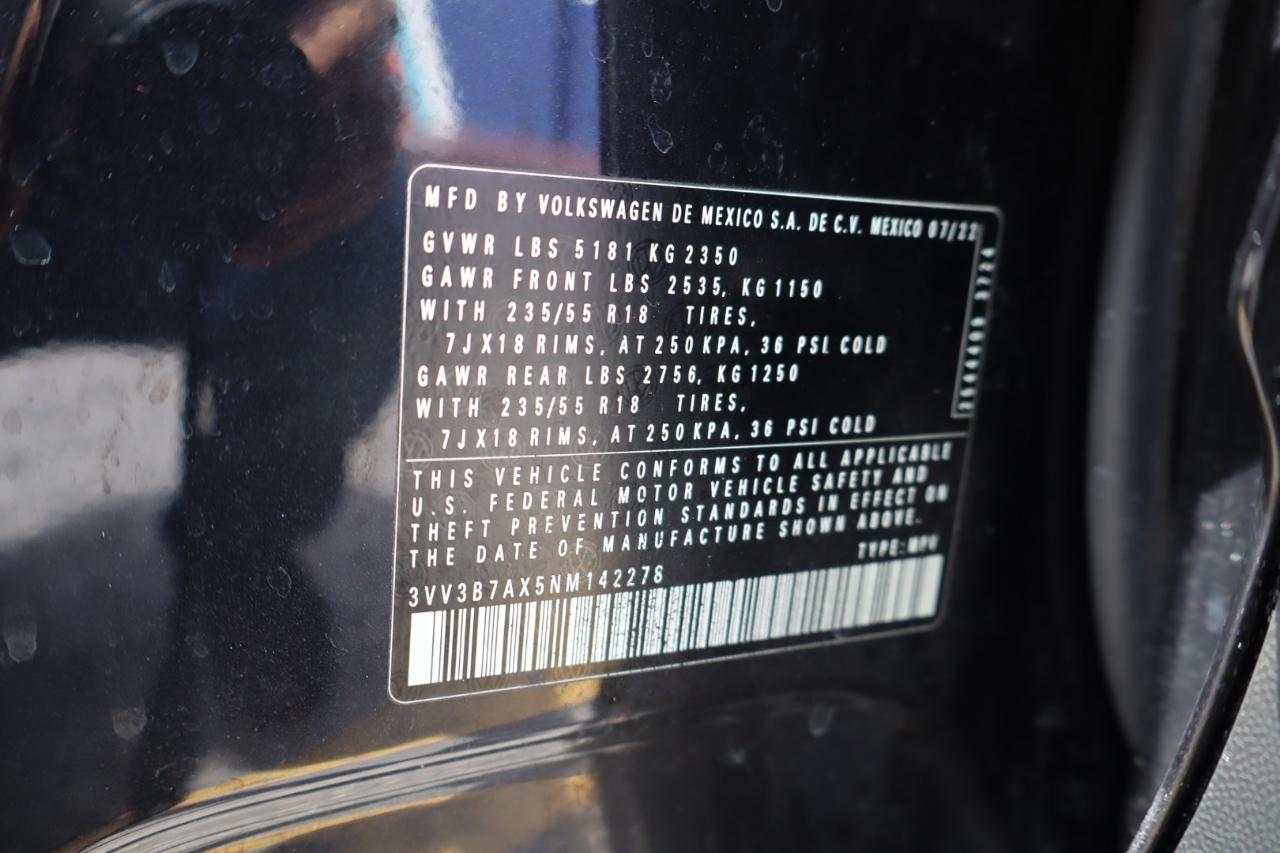 MFD BY VOLKSWAGEN DE MEXICO S.A. DE C.V. MEXICO 07/22
GVWR LBS 5181 KG 2350
GAWR FRONT LBS 2535, KG 1150
WITH 235/55 R18 TIRES,
7JX18 RIMS, AT 250 KPA, 36 PSI COLD
GAWR REAR LBS 2756, KG 1250
WITH 235/55 R18 TIRES,
7JX18 RIMS, AT 250 KPA, 36 PSI COLD
THIS VEHICLE CONFORMS TO ALL APPLICABLE
U.S. FEDERAL MOTOR VEHICLE SAFETY AND
THEFT PREVENTION STANDARDS IN EFFECT ON
THE DATE OF MANUFACTURE SHOWN ABOVE.
TYPE:MPV
3VV3B7AX5NM142278